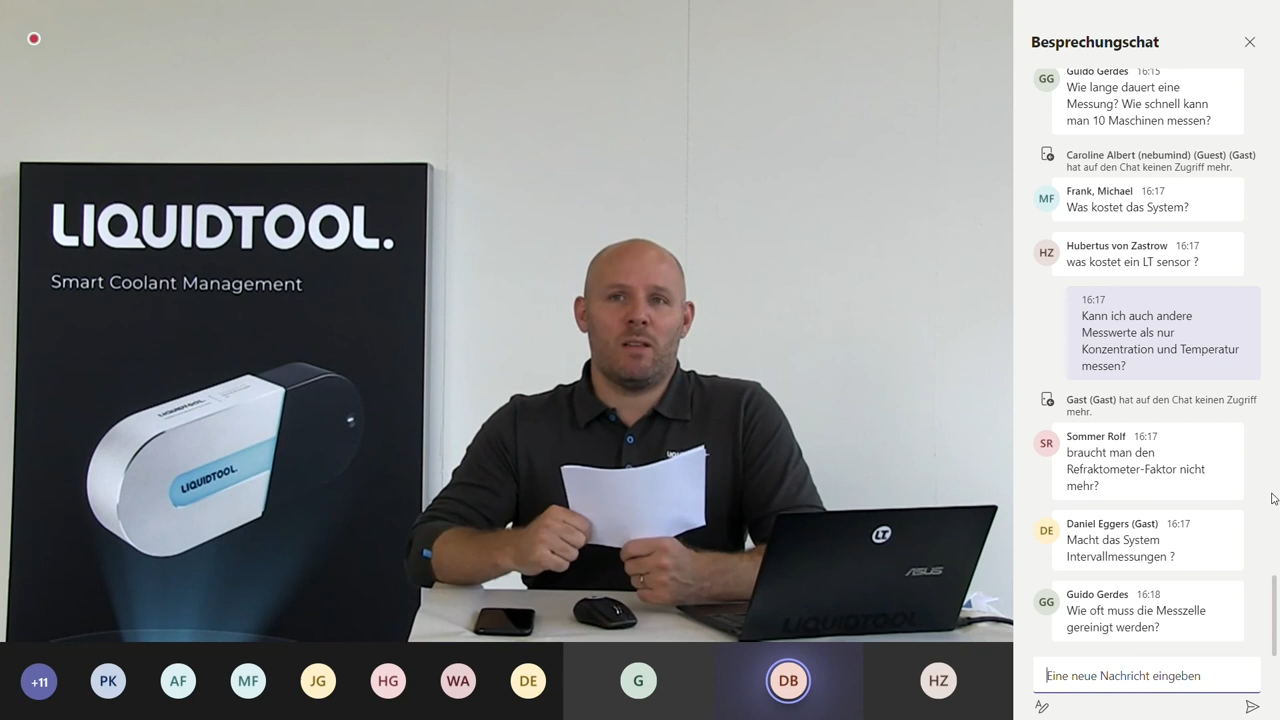 LIQUIDTOOL.
Smart Coolant Management
LIQUIDTOOL.
LIQUIDTOOL.
LT
ASUS
+11
PK
AF
MF
JG
HG
WA
DE
G
DB
HZ
Besprechungschat
GG
Guido Gerdes 16:15
Wie lange dauert eine
Messung? Wie schnell kann
man 10 Maschinen messen?
Caroline Albert (nebumind) (Guest) (Gast)
hat auf den Chat keinen Zugriff mehr.
MF
Frank, Michael 16:17
Was kostet das System?
HZ
Hubertus von Zastrow 16:17
was kostet ein LT sensor ?
16:17
Kann ich auch andere
Messwerte als nur
Konzentration und Temperatur
messen?
Gast (Gast) hat auf den Chat keinen Zugriff
mehr.
SR
Sommer Rolf 16:17
braucht man den
Refraktometer-Faktor nicht
mehr?
DE
Daniel Eggers (Gast) 16:17
Macht das System
Intervallmessungen ?
GG
Guido Gerdes 16:18
Wie oft muss die Messzelle
gereinigt werden?
Eine neue Nachricht eingeben